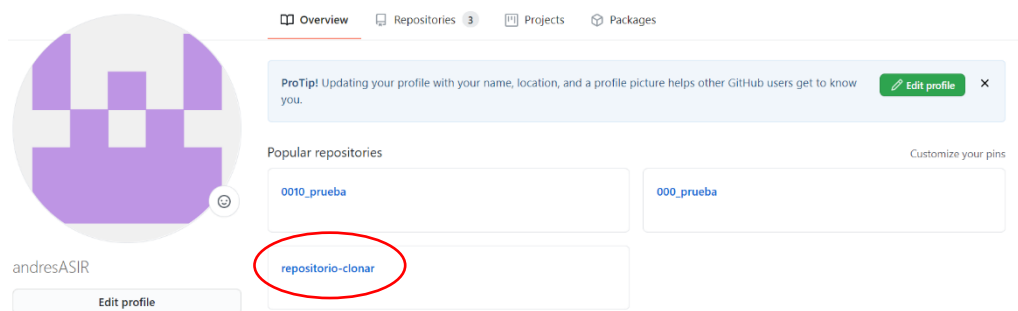 Overview Repositories 3 Projects Packages
ProTip! Updating your profile with your name, location, and a profile picture helps other GitHub users get to know
you.
Edit profile
Popular repositories
Customize your pins
0010_prueba
000_prueba
repositorio-clonar
andresASIR
Edit profile